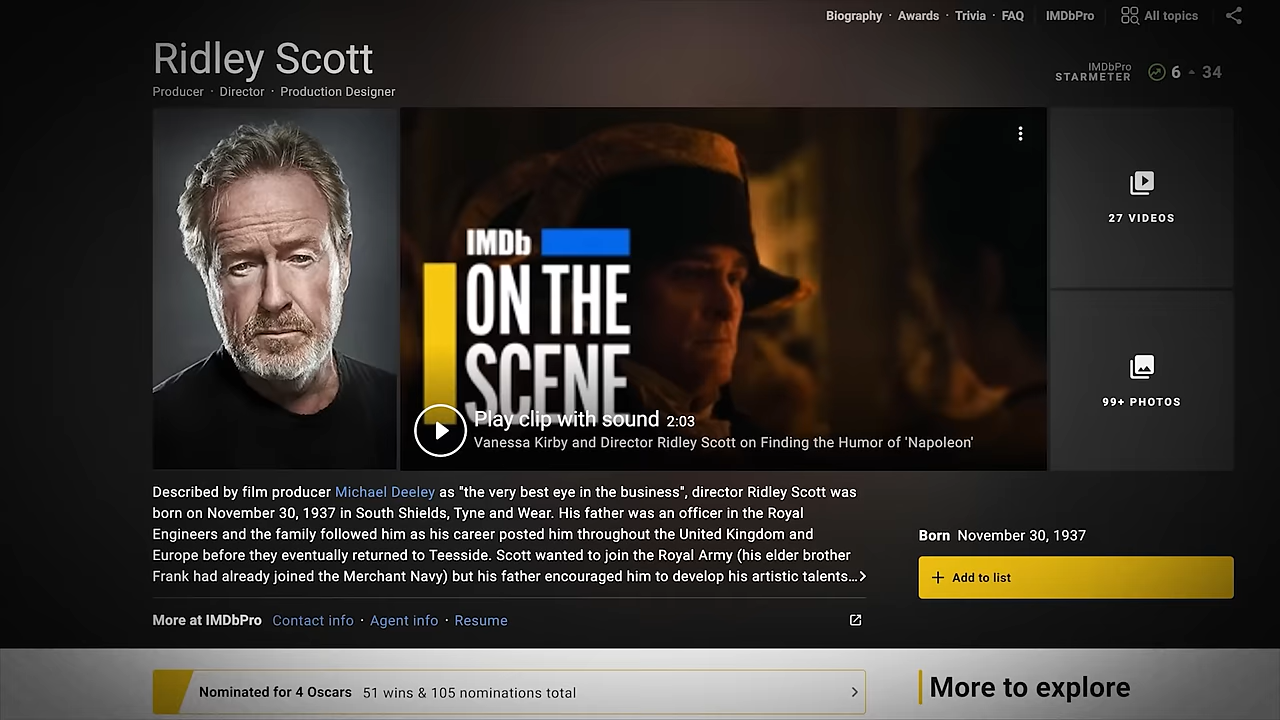 Biography · Awards · Trivia · FAQ IMDbPro All topics
Ridley Scott
Producer · Director · Production Designer
IMDbPro
STARMETER
6 34
27 VIDEOS
99+ PHOTOS
IMDb
ON THE
SCENE
Play clip with sound 2:03
Vanessa Kirby and Director Ridley Scott on Finding the Humor of 'Napoleon'
Described by film producer Michael Deeley as "the very best eye in the business", director Ridley Scott was
born on November 30, 1937 in South Shields, Tyne and Wear. His father was an officer in the Royal
Engineers and the family followed him as his career posted him throughout the United Kingdom and
Europe before they eventually returned to Teesside. Scott wanted to join the Royal Army (his elder brother
Frank had already joined the Merchant Navy) but his father encouraged him to develop his artistic talents...
Born November 30, 1937
Add to list
More at IMDbPro Contact info · Agent info · Resume
Nominated for 4 Oscars 51 wins & 105 nominations total
More to explore